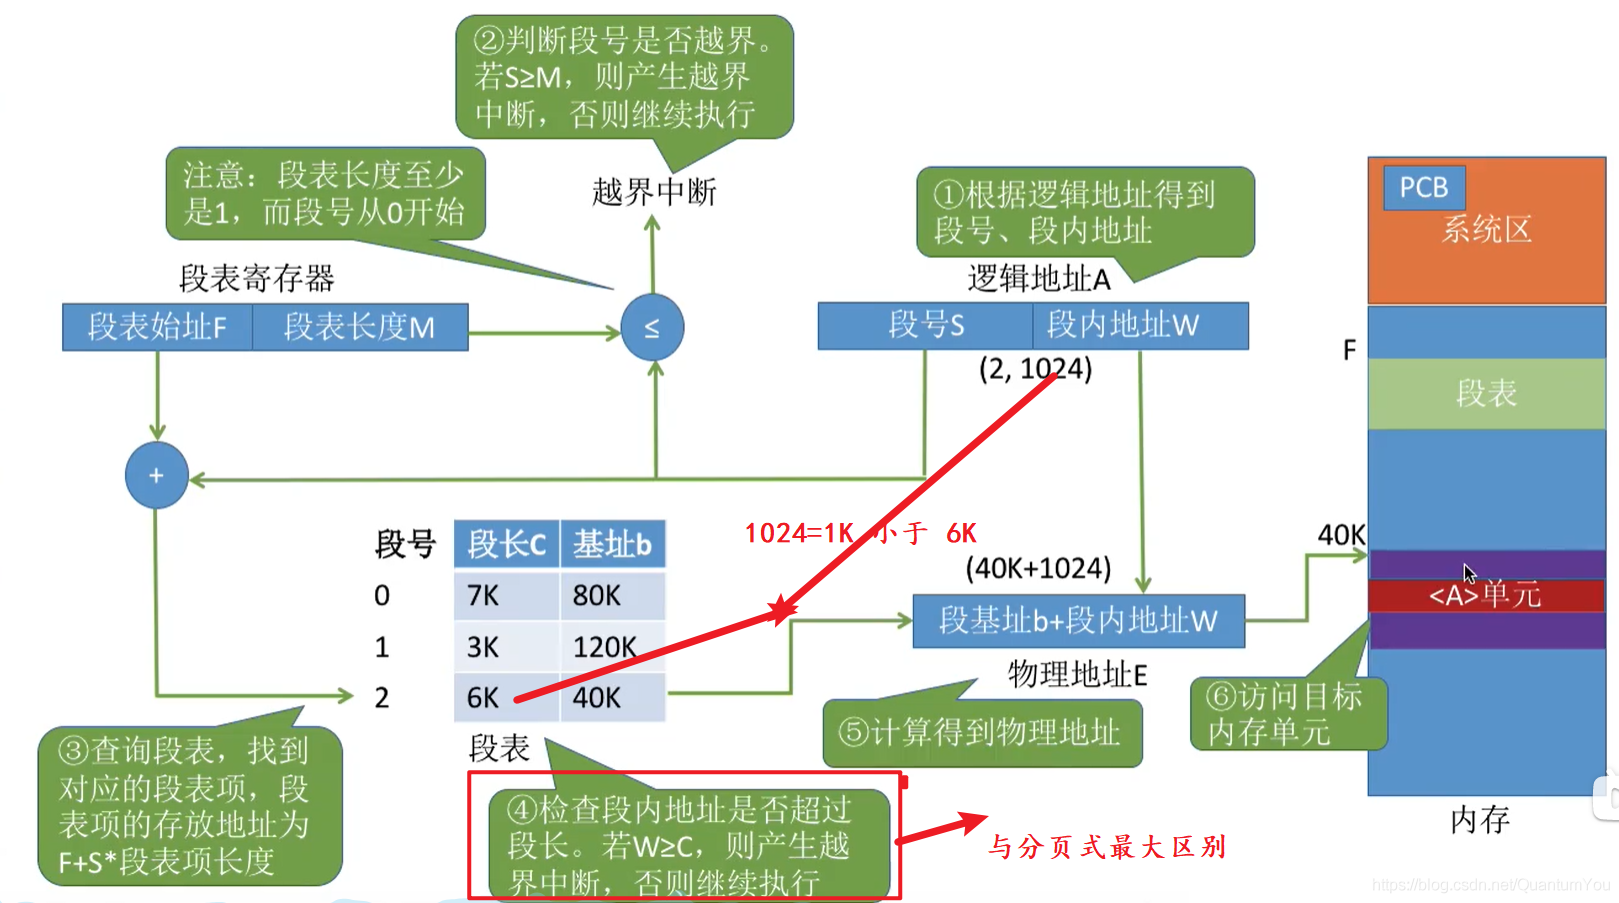 ②判断段号是否越界。
若S≥M，则产生越界
中断，否则继续执行
注意：段表长度至少
是1，而段号从0开始
越界中断
①根据逻辑地址得到
段号、段内地址
PCB
系统区
段表寄存器
逻辑地址A
段表始址F
段表长度M
≤
段号S
段内地址W
(2, 1024)
F
段表
+
1024=1K 小于 6K
40K
段号
段长C
基址b
(40K+1024)
0
7K
80K
<A>单元
段基址b+段内地址W
1
3K
120K
物理地址E
2
6K
40K
⑥访问目标
内存单元
⑤计算得到物理地址
段表
③查询段表，找到
对应的段表项，段
表项的存放地址为
F+S*段表项长度
④检查段内地址是否超过
段长。若W≥C，则产生越
界中断，否则继续执行
与分页式最大区别
内存
https://blog.csdn.net/QuantumYou